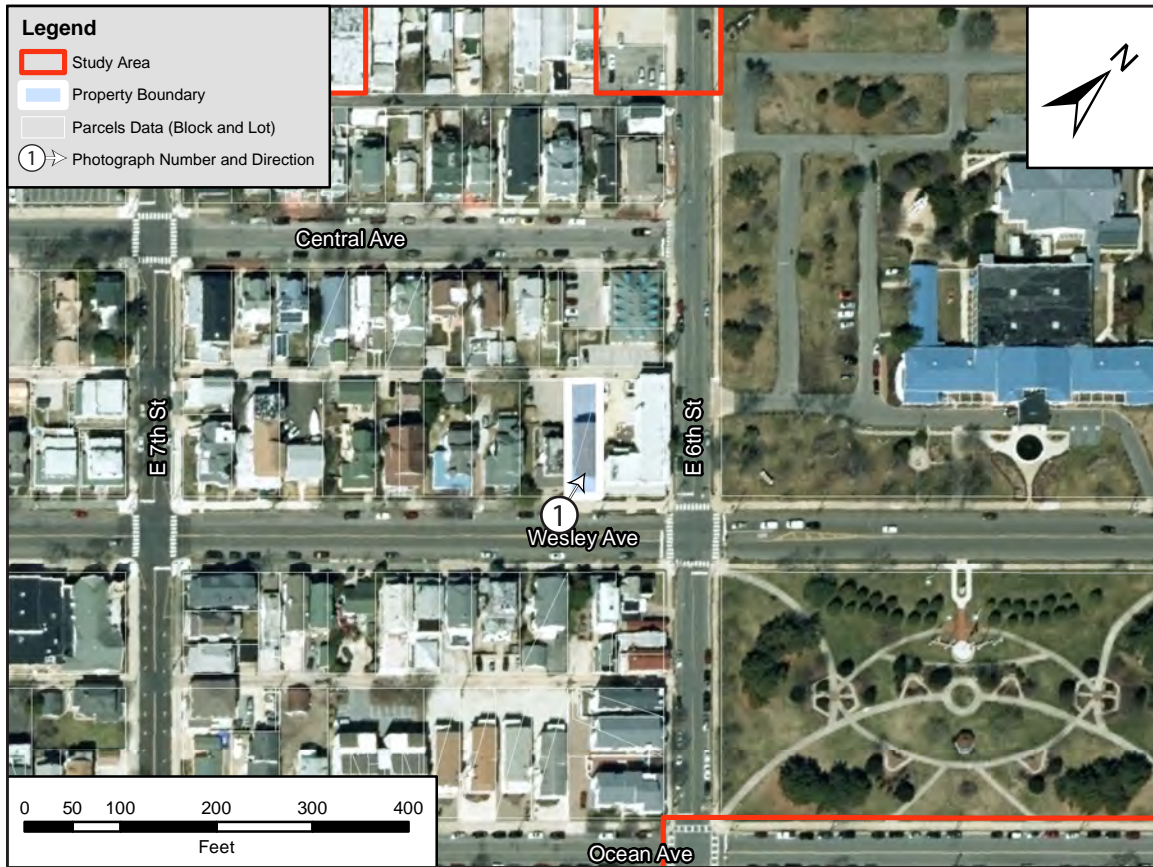 Legend
Study Area
Property Boundary
Parcels Data (Block and Lot)
1 Photograph Number and Direction
N
Central Ave
E 7th St
E 6th St
1
Wesley Ave
0 50 100 200 300 400
Feet
Ocean Ave